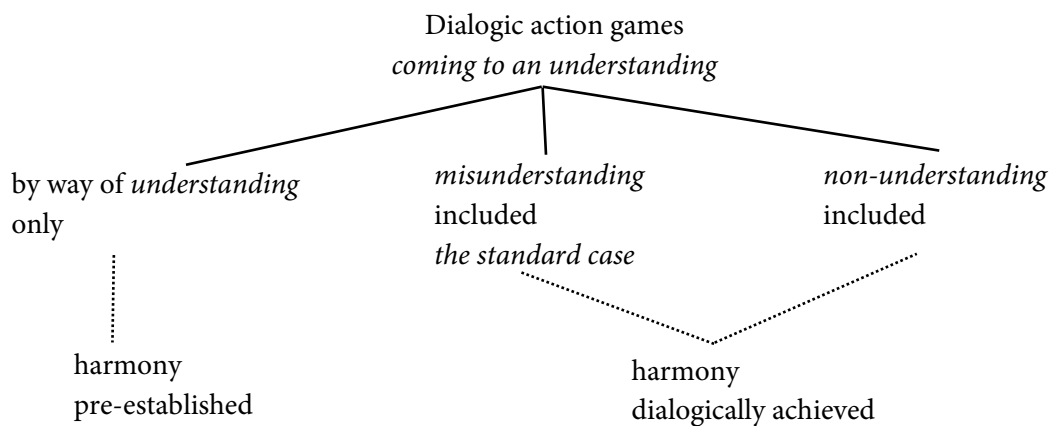 Dialogic action games
coming to an understanding
by way of understanding
only
misunderstanding
included
the standard case
non-understanding
included
harmony
pre-established
harmony
dialogically achieved